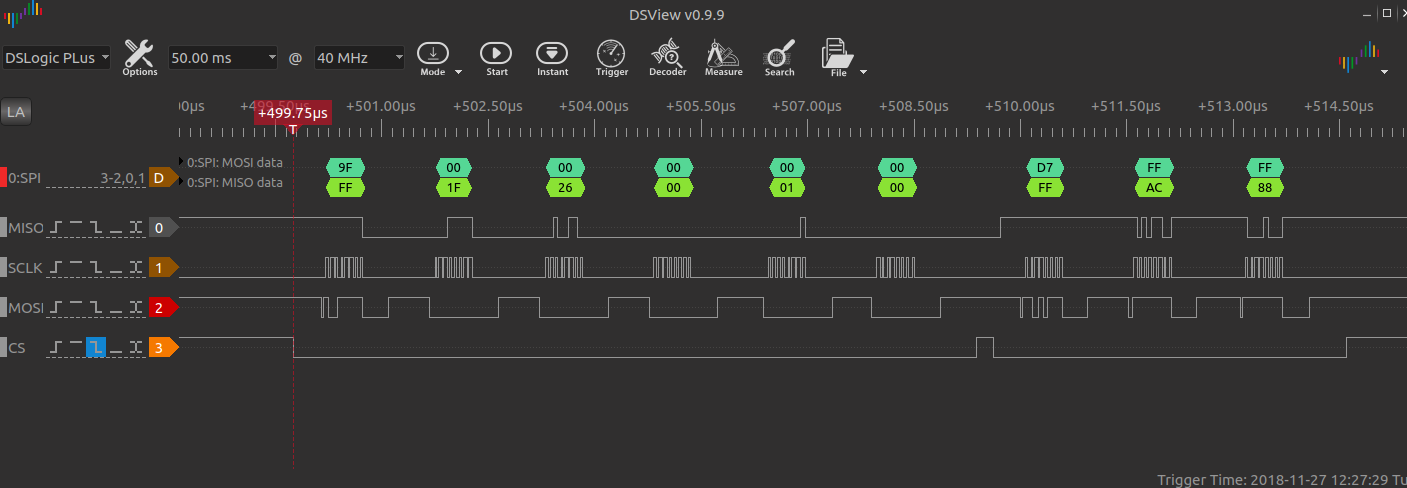 DSView v0.9.9
DSLogic PLus
Options
50.00 ms
@
40 MHz
Mode
Start
Instant
Trigger
Decoder
Measure
Search
File
LA
00µs +499.50µs +501.00µs +502.50µs +504.00µs +505.50µs +507.00µs +508.50µs +510.00µs +511.50µs +513.00µs +514.50µs
+499.75µs
T
0:SPI 3-2,0,1 D
0:SPI: MOSI data 9F 00 00 00 00 00 D7 FF FF
0:SPI: MISO data FF 1F 26 00 01 00 FF AC 88
MISO 0
SCLK 1
MOSI 2
CS 3
Trigger Time: 2018-11-27 12:27:29 Tu